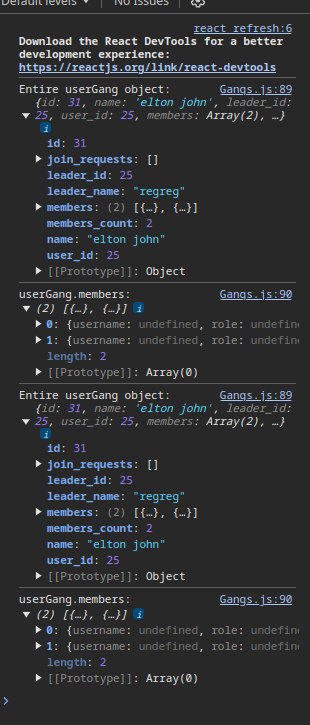 Default levels No Issues
react refresh:6
Download the React DevTools for a better
development experience:
https://reactjs.org/link/react-devtools
Entire userGang object: Gangs.js:89
{id: 31, name: 'elton john', leader_id:
25, user_id: 25, members: Array(2), …}
id: 31
join_requests: []
leader_id: 25
leader_name: "regreg"
members: (2) [{…}, {…}]
members_count: 2
name: "elton john"
user_id: 25
[[Prototype]]: Object
userGang.members: Gangs.js:90
(2) [{…}, {…}]
0: {username: undefined, role: undefin
1: {username: undefined, role: undefin
length: 2
[[Prototype]]: Array(0)
Entire userGang object: Gangs.js:89
{id: 31, name: 'elton john', leader_id:
25, user_id: 25, members: Array(2), …}
id: 31
join_requests: []
leader_id: 25
leader_name: "regreg"
members: (2) [{…}, {…}]
members_count: 2
name: "elton john"
user_id: 25
[[Prototype]]: Object
userGang.members: Gangs.js:90
(2) [{…}, {…}]
0: {username: undefined, role: undefin
1: {username: undefined, role: undefin
length: 2
[[Prototype]]: Array(0)